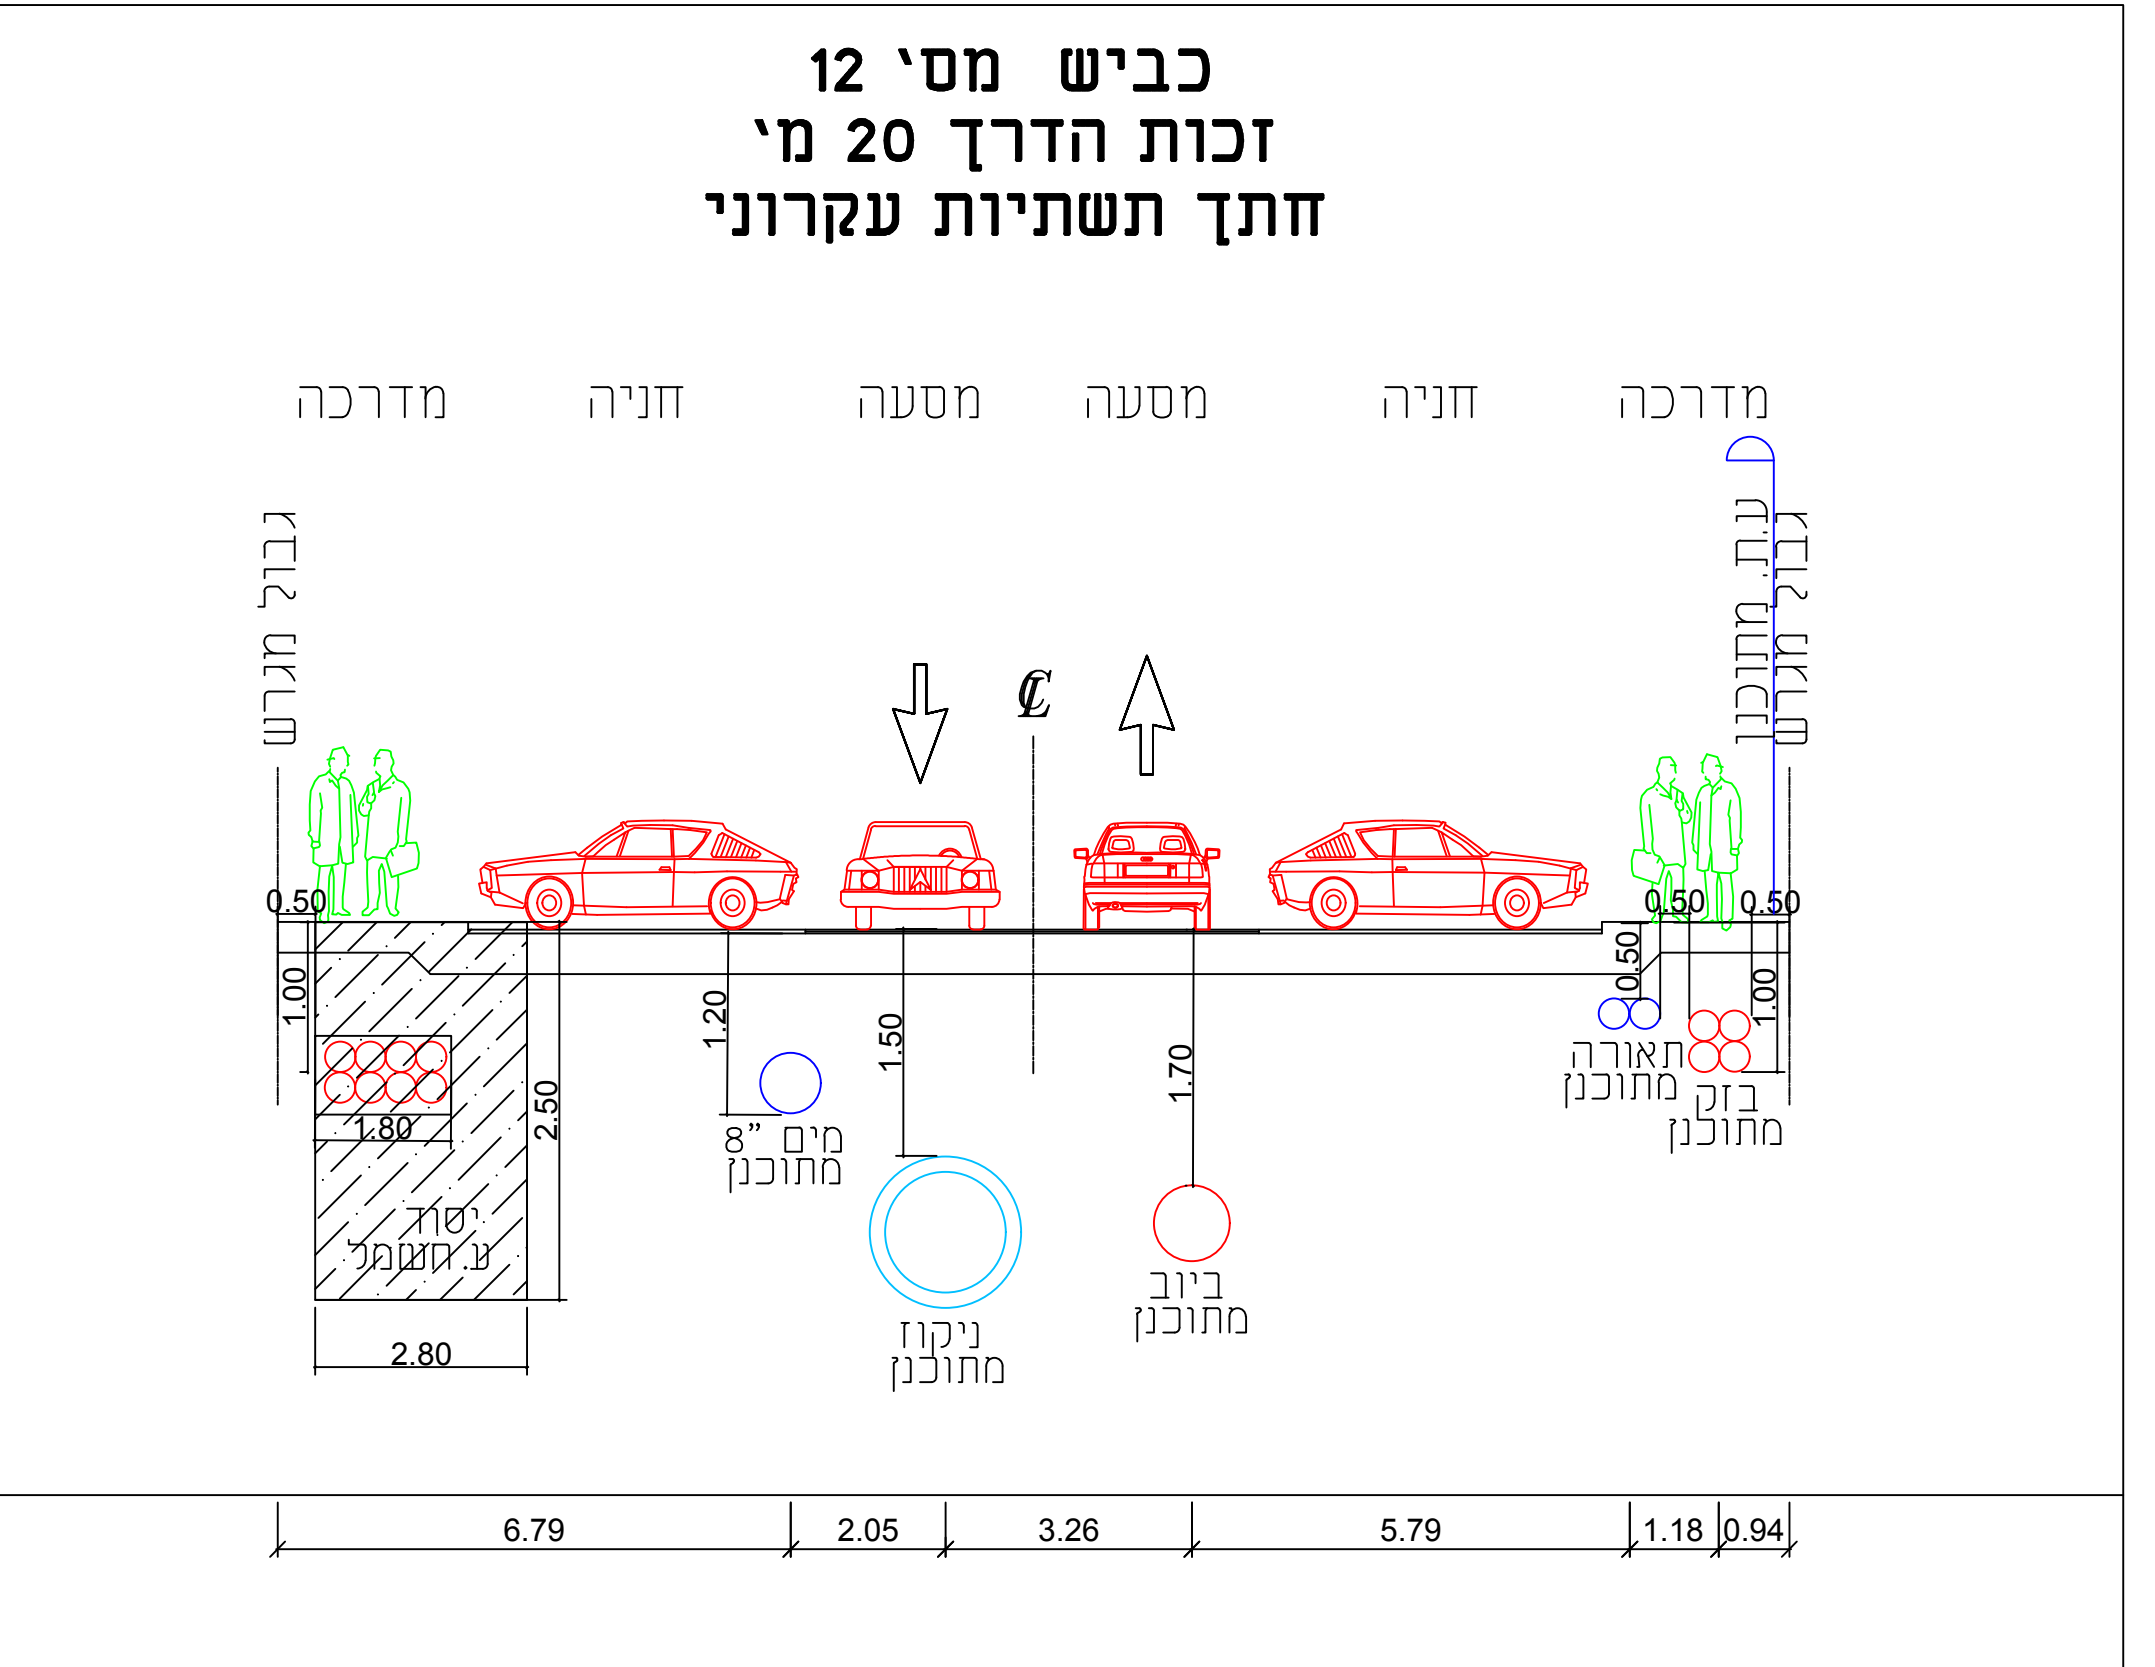 כביש מס' 12
זכות הדרך 20 מ'
חתך תשתיות עקרוני
מדרכה
חניה
מסעה
מסעה
חניה
מדרכה
גבול מגרש
ע.ת. מתוכנן
גבול מגרש
℄
0.50
0.50
0.50
1.00
1.20
1.50
1.70
0.50
1.00
2.50
1.80
תאורה
מתוכנן
בזק
מתוכנן
מים "8
מתוכנן
יסוד
ע.חשמל
ביוב
מתוכנן
ניקוז
מתוכנן
2.80
6.79
2.05
3.26
5.79
1.18
0.94